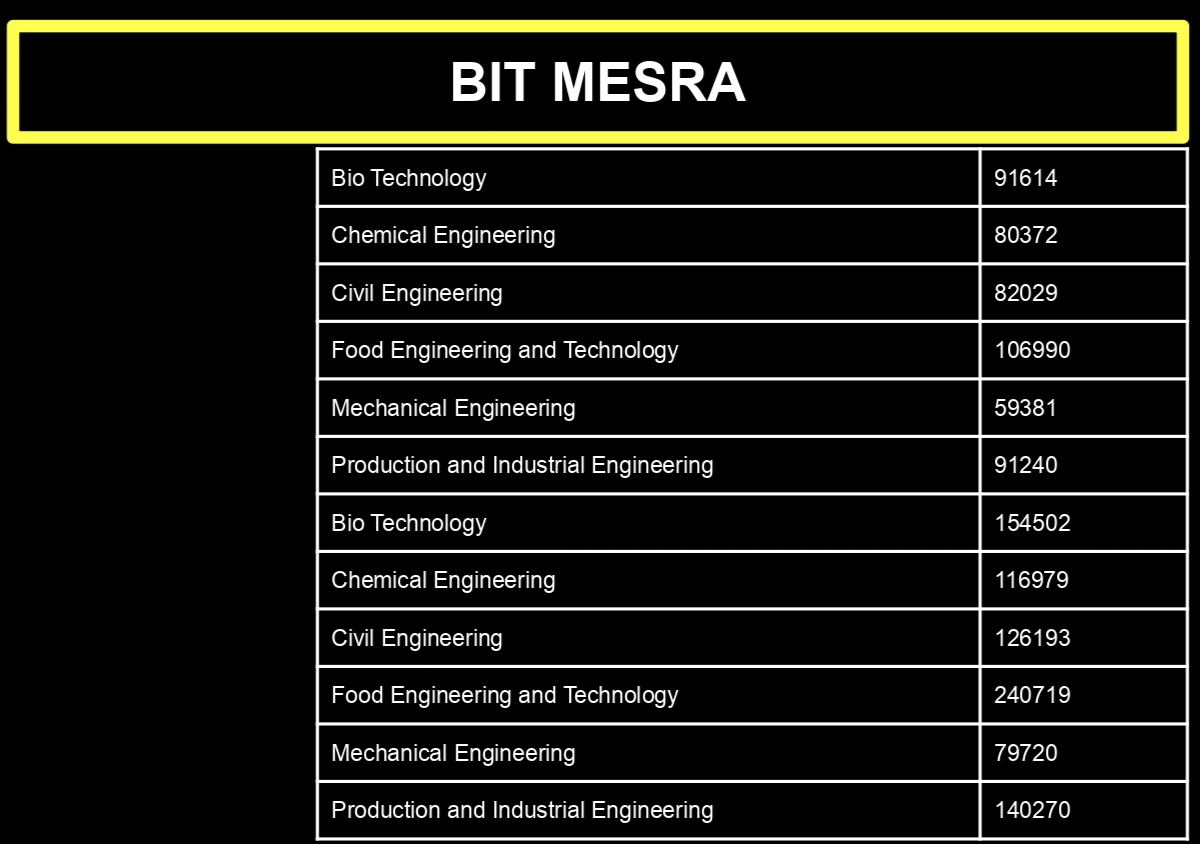 BIT MESRA
Bio Technology 91614
Chemical Engineering 80372
Civil Engineering 82029
Food Engineering and Technology 106990
Mechanical Engineering 59381
Production and Industrial Engineering 91240
Bio Technology 154502
Chemical Engineering 116979
Civil Engineering 126193
Food Engineering and Technology 240719
Mechanical Engineering 79720
Production and Industrial Engineering 140270